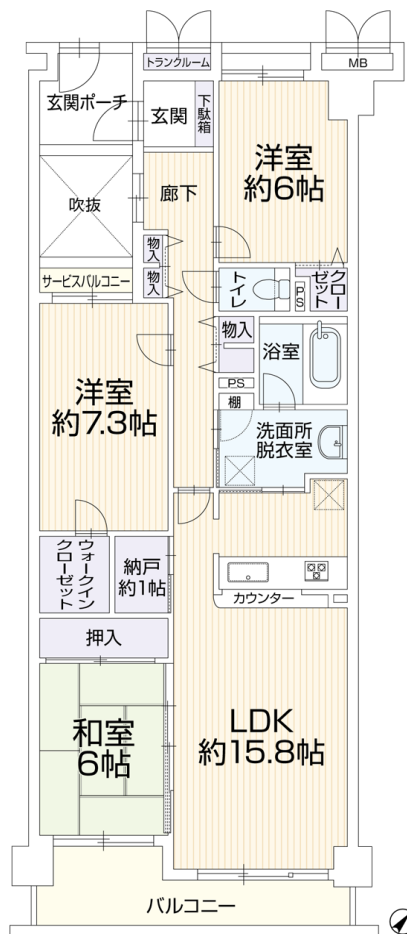 トランクルーム
MB
玄関ポーチ
玄関
下駄箱
洋室
約6帖
吹抜
廊下
物入
物入
サービスバルコニー
トイレ
PS
クロー
ゼット
物入
浴室
洋室
約7.3帖
PS
棚
洗面所
脱衣室
ウォークイン
クローゼット
納戸
約1帖
カウンター
押入
和室
6帖
LDK
約15.8帖
バルコニー